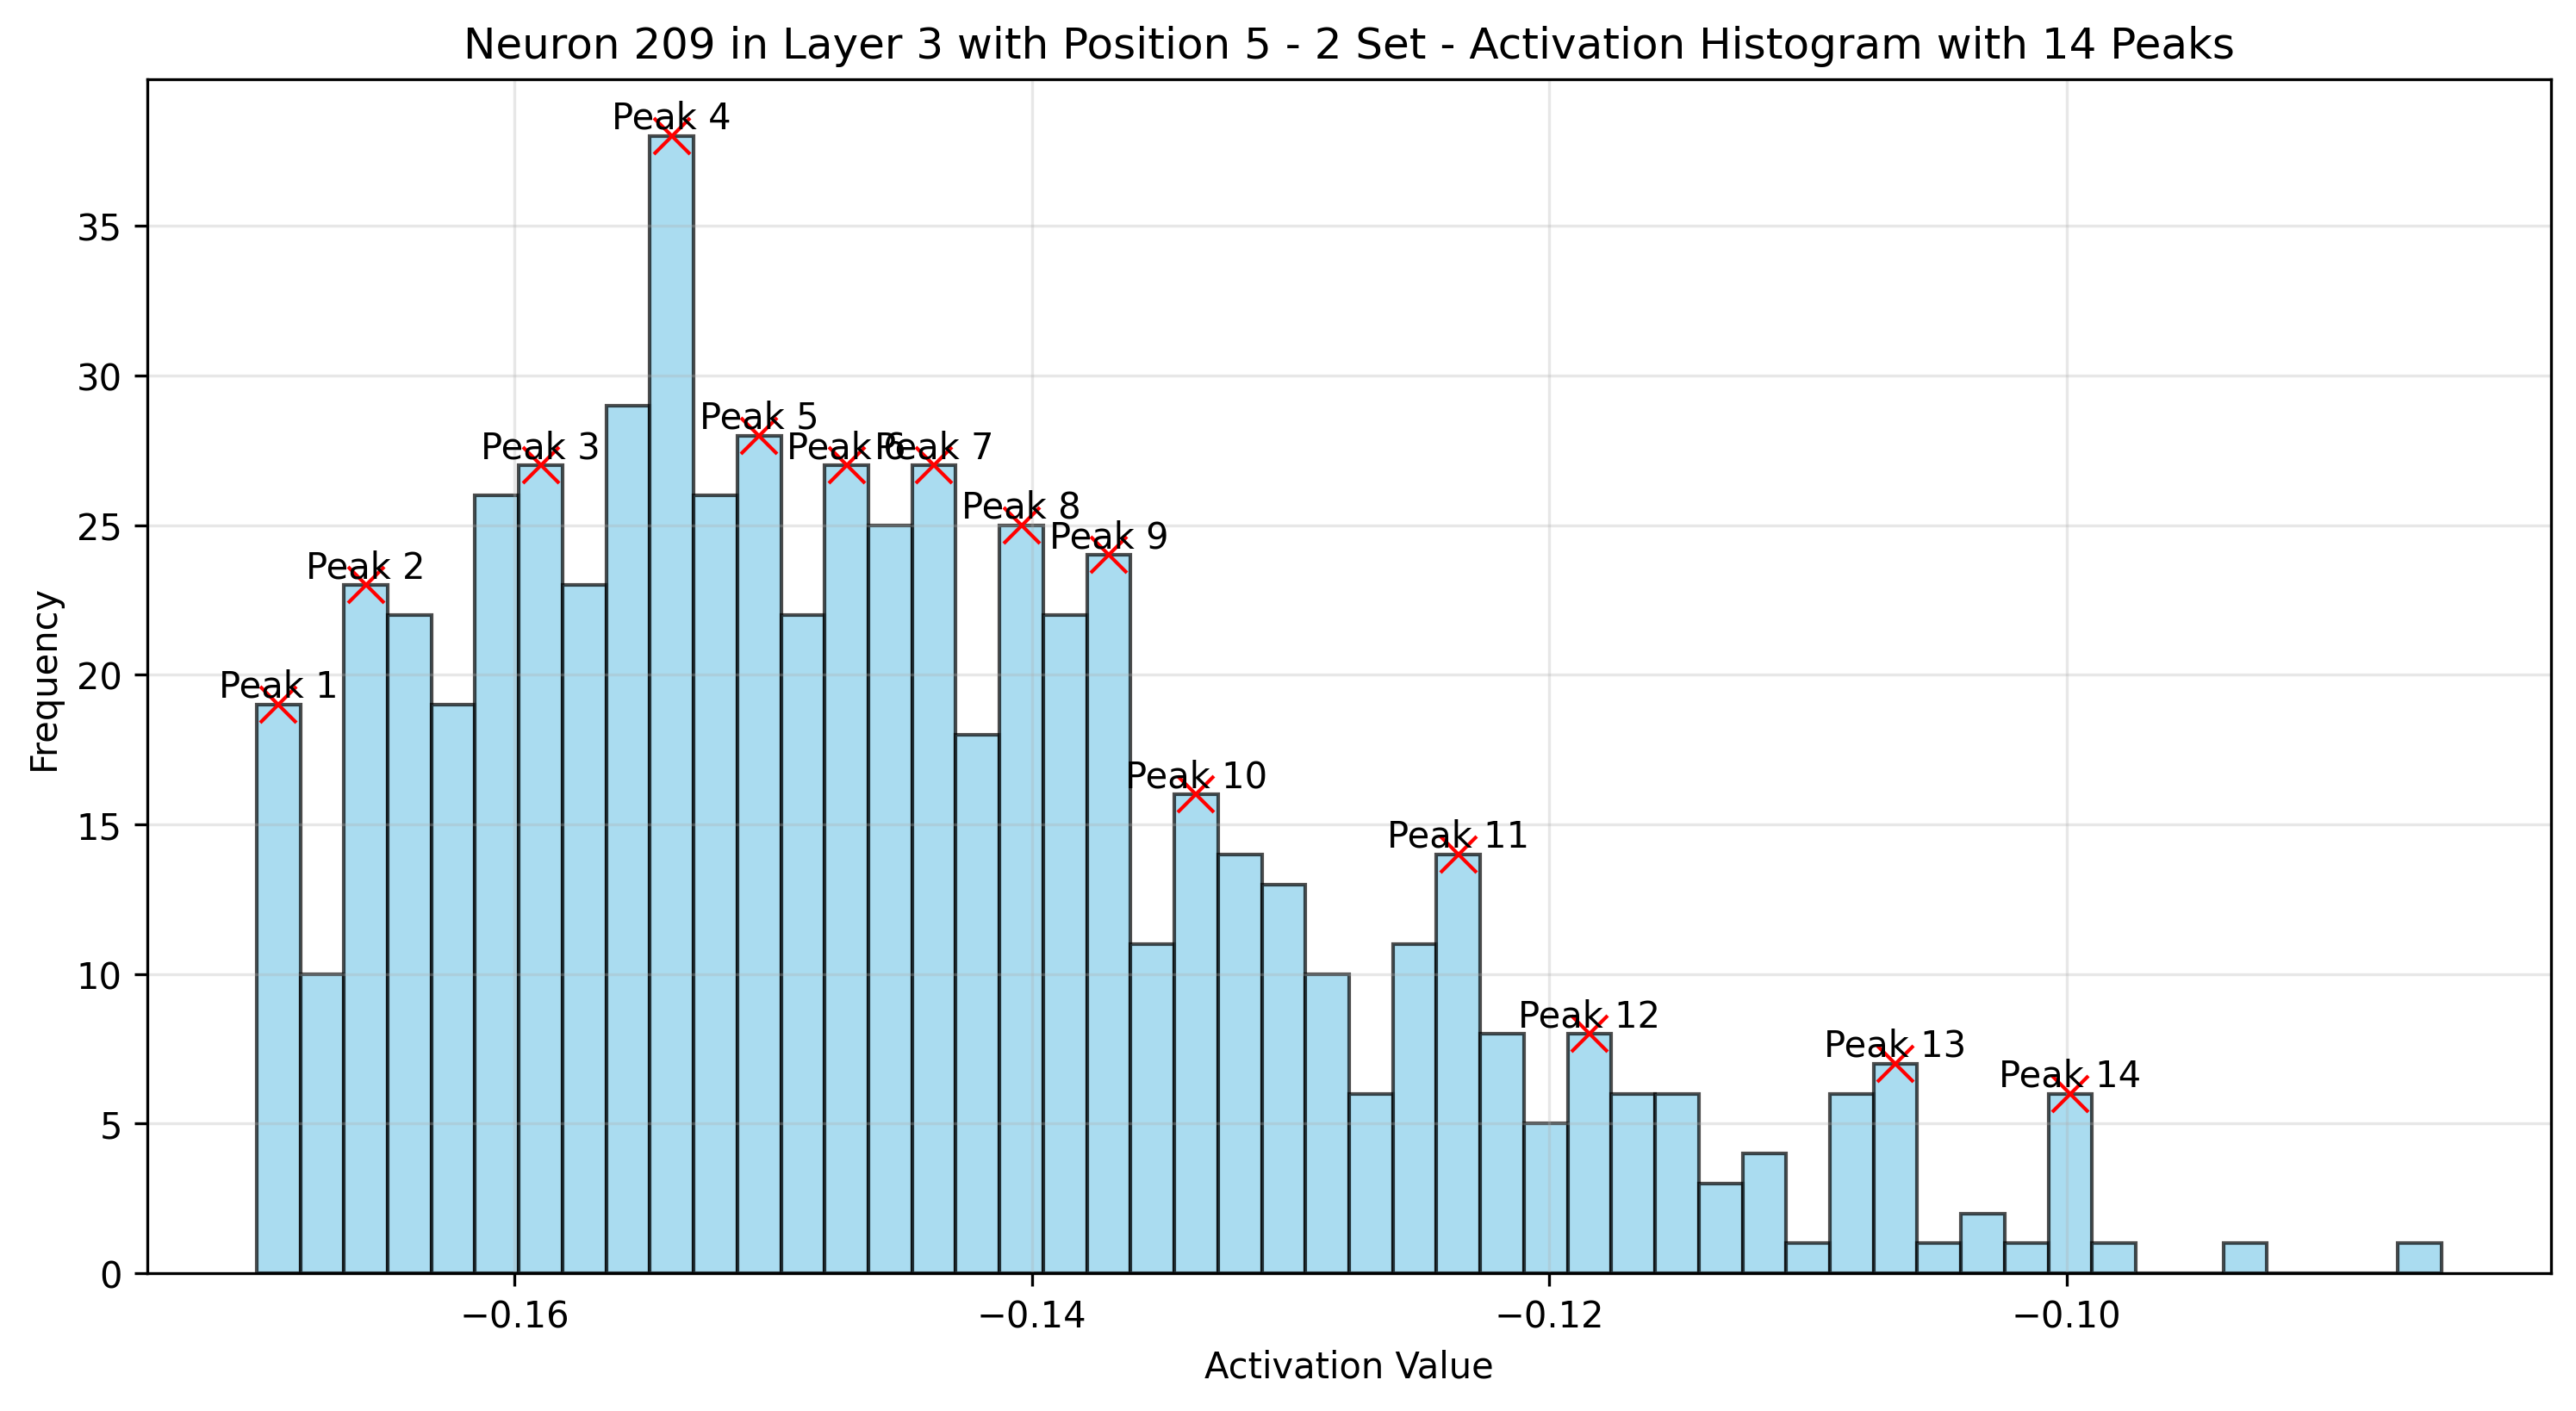 Neuron 209 in Layer 3 with Position 5 - 2 Set - Activation Histogram with 14 Peaks
Peak 4
Peak 5
Peak 3
Peak 6
Peak 7
Peak 8
Peak 9
Peak 2
Peak 1
Peak 10
Peak 11
Peak 12
Peak 13
Peak 14
Frequency
35
30
25
20
15
10
5
0
−0.16
−0.14
−0.12
−0.10
Activation Value